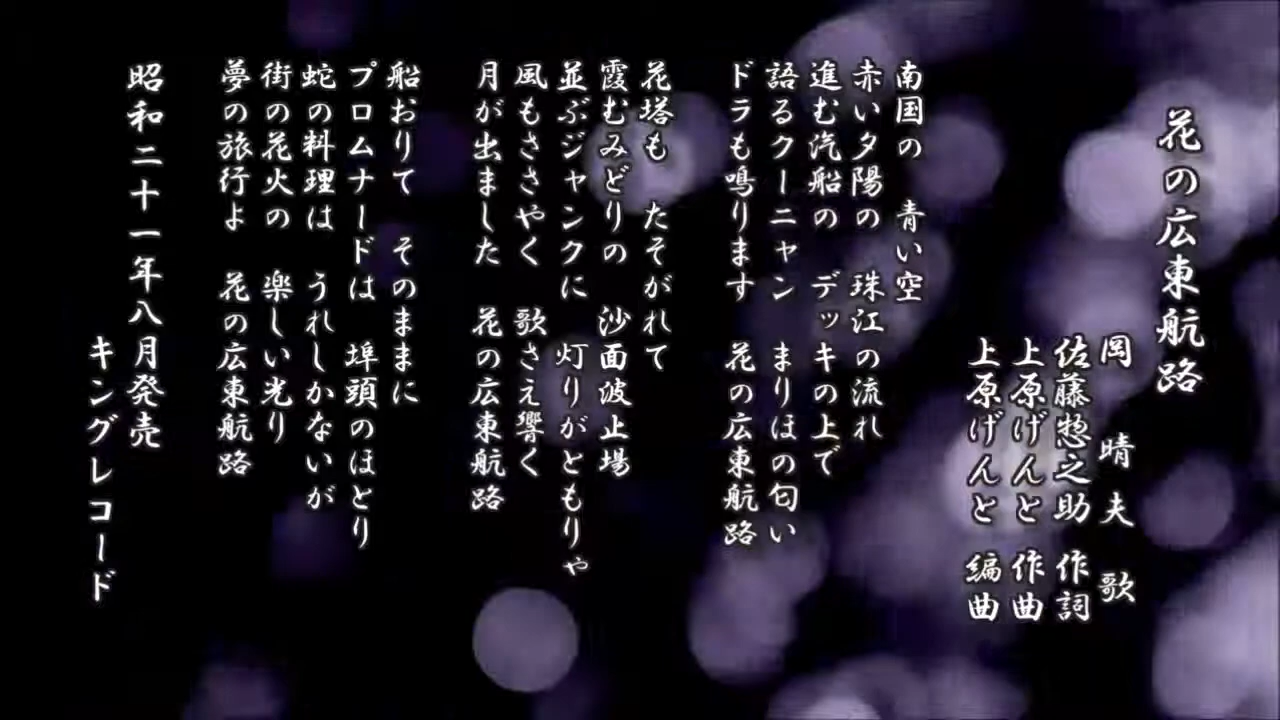 花の広東航路
岡 晴夫 歌
佐藤惣之助 作詞
上原げんと 作曲
上原げんと 編曲
南国の 青い空
赤い夕陽の 珠江の流れ
進む汽船の デッキの上で
語るクーニャン まりほの匂い
ドラも鳴ります 花の広東航路
花塔も たそがれて
霞むみどりの 沙面波止場
並ぶジャンクに 灯りがともりゃ
風もささやく 歌さえ響く
月が出ました 花の広東航路
船おりて そのままに
プロムナードは 埠頭のほとり
蛇の料理は うれしかないが
街の花火の 楽しい光り
夢の旅行よ 花の広東航路
昭和二十一年八月発売
キングレコード